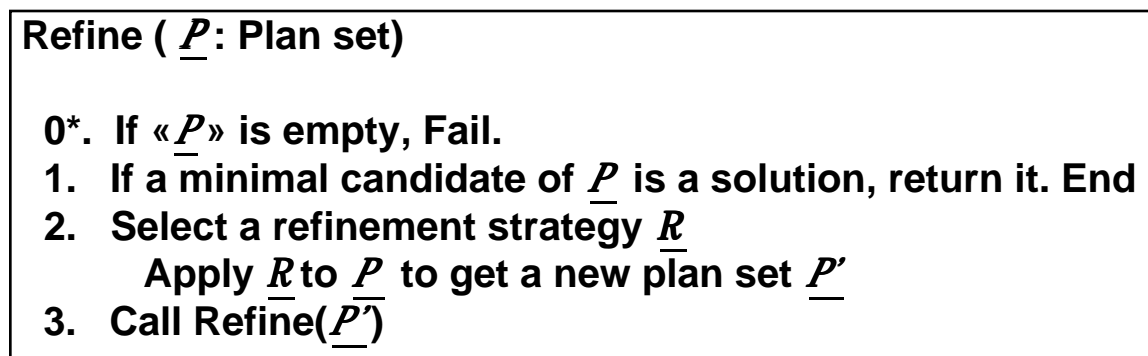 Refine ( P : Plan set)
0*. If «P» is empty, Fail.
1. If a minimal candidate of P is a solution, return it. End
2. Select a refinement strategy R
Apply R to P to get a new plan set P'
3. Call Refine(P')